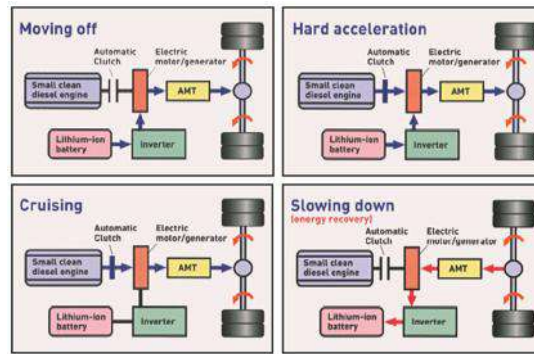 Moving off
Automatic
Clutch
Electric
motor/generator
Small clean
diesel engine
AMT
Lithium-ion
battery
Inverter
Hard acceleration
Automatic
Clutch
Electric
motor/generator
Small clean
diesel engine
AMT
Lithium-ion
battery
Inverter
Cruising
Automatic
Clutch
Electric
motor/generator
Small clean
diesel engine
AMT
Lithium-ion
battery
Inverter
Slowing down
(energy recovery)
Automatic
Clutch
Electric
motor/generator
Small clean
diesel engine
AMT
Lithium-ion
battery
Inverter